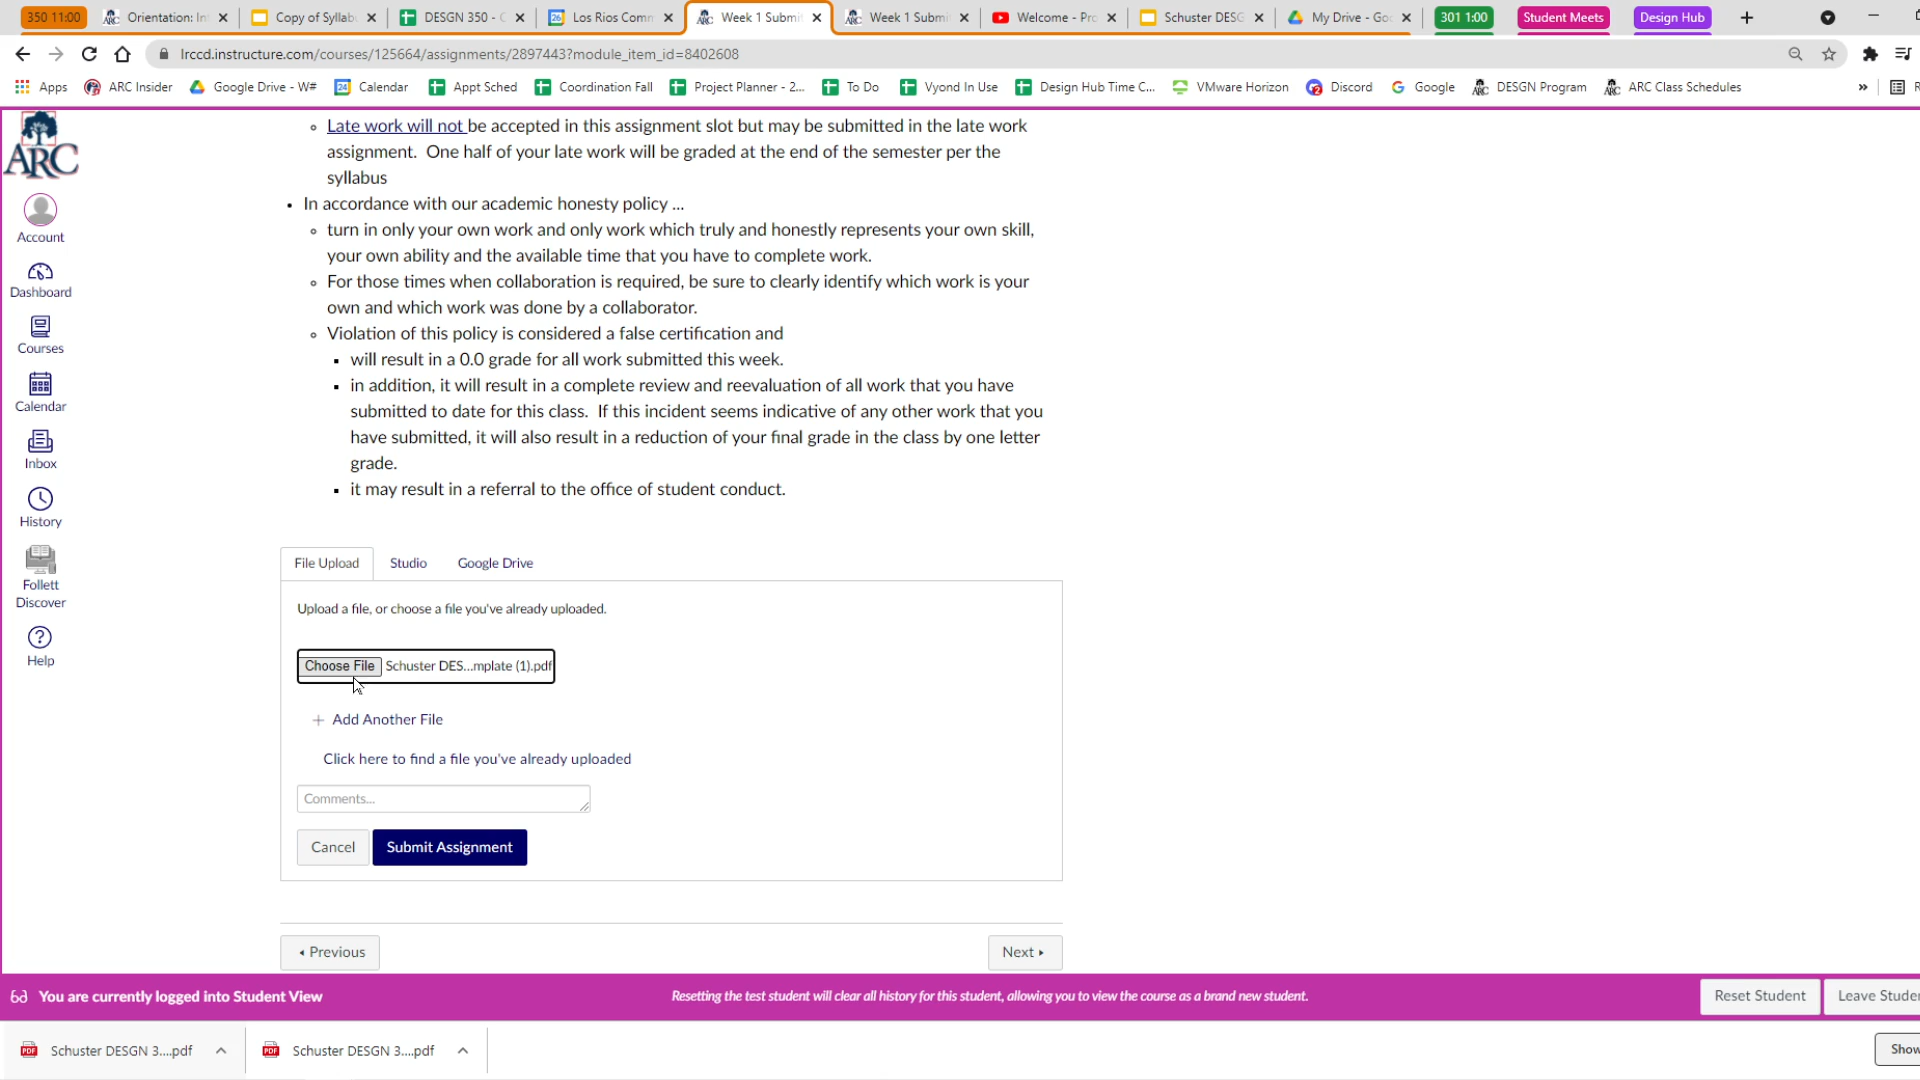 350 11:00
Orientation: In
Copy of Syllab
DESGN 350 - C
Los Rios Comm
Week 1 Submi
Week 1 Submi
Welcome - Pro
Schuster DESG
My Drive - Goo
301 1:00
Student Meets
Design Hub
lrccd.instructure.com/courses/125664/assignments/2897443?module_item_id=8402608
Apps
ARC Insider
Google Drive - W#
Calendar
Appt Sched
Coordination Fall
Project Planner - 2...
To Do
Vyond In Use
Design Hub Time C...
VMware Horizon
Discord
Google
DESGN Program
ARC Class Schedules
»
ARC
Account
Dashboard
Courses
Calendar
Inbox
History
Follett
Discover
Help
Late work will not be accepted in this assignment slot but may be submitted in the late work
assignment. One half of your late work will be graded at the end of the semester per the
syllabus
In accordance with our academic honesty policy ...
turn in only your own work and only work which truly and honestly represents your own skill,
your own ability and the available time that you have to complete work.
For those times when collaboration is required, be sure to clearly identify which work is your
own and which work was done by a collaborator.
Violation of this policy is considered a false certification and
will result in a 0.0 grade for all work submitted this week.
in addition, it will result in a complete review and reevaluation of all work that you have
submitted to date for this class. If this incident seems indicative of any other work that you
have submitted, it will also result in a reduction of your final grade in the class by one letter
grade.
it may result in a referral to the office of student conduct.
File Upload
Studio
Google Drive
Upload a file, or choose a file you've already uploaded.
Choose File Schuster DES...mplate (1).pdf
+ Add Another File
Click here to find a file you've already uploaded
Comments...
Cancel
Submit Assignment
Previous
Next
You are currently logged into Student View
Resetting the test student will clear all history for this student, allowing you to view the course as a brand new student.
Reset Student
Leave Stude
Schuster DESGN 3....pdf
Schuster DESGN 3....pdf
Show